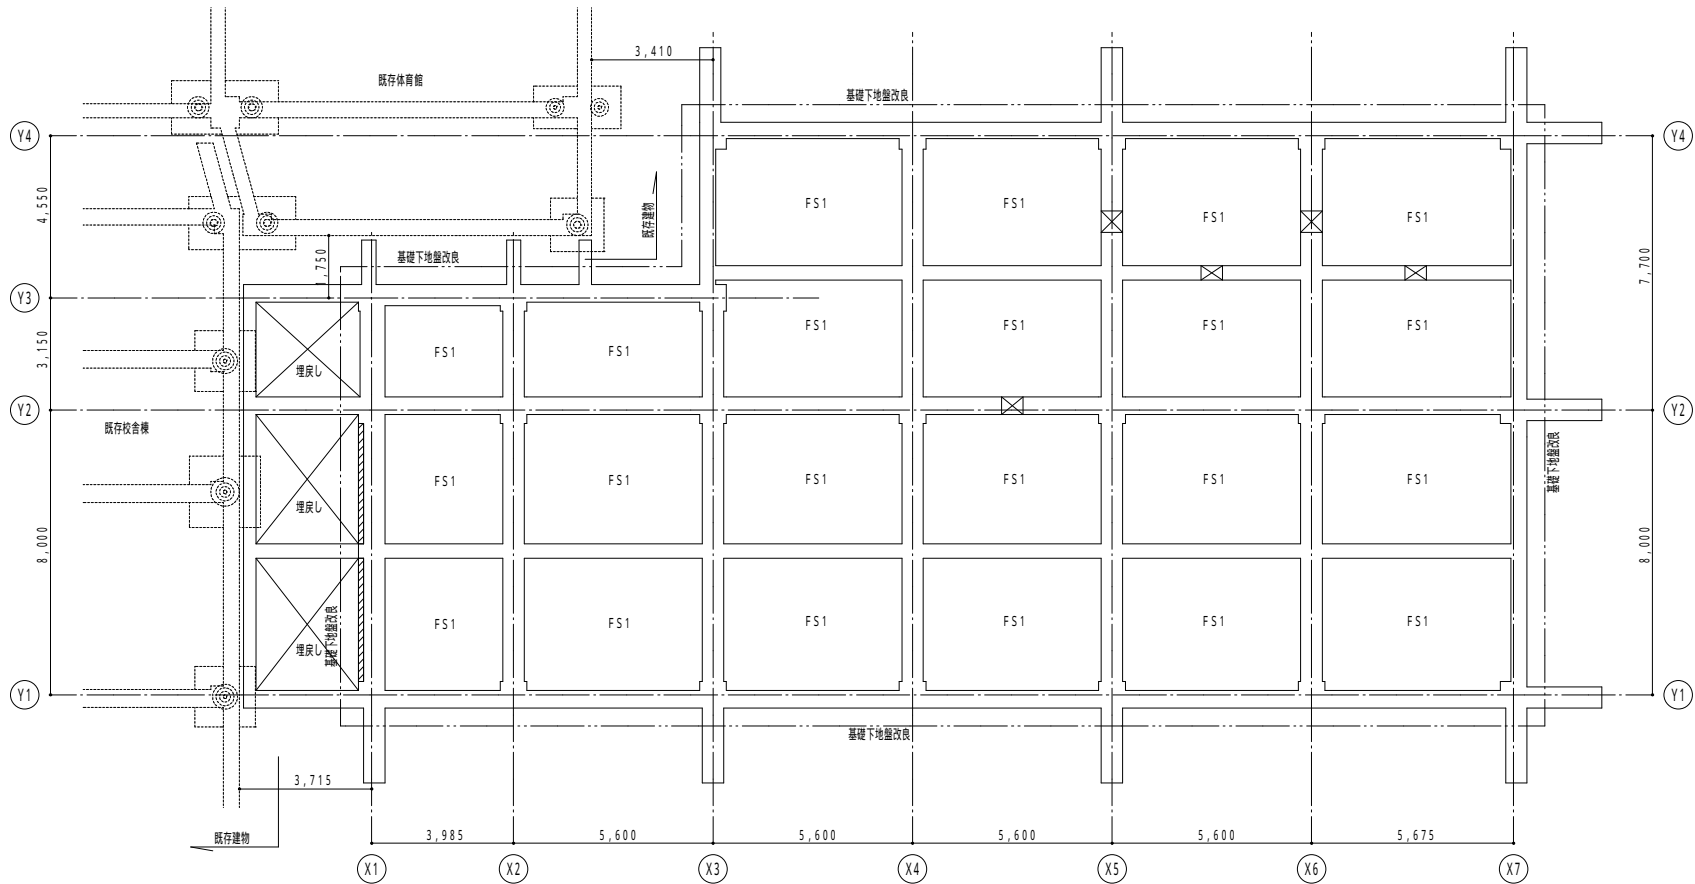 3,410
既存体育館
基礎下地盤改良
Y4
Y4
4,550
FS1
FS1
FS1
FS1
既存建物
1,750
基礎下地盤改良
7,700
Y3
3,150
FS1
FS1
FS1
FS1
FS1
FS1
埋戻し
Y2
Y2
既存校舎棟
基礎下地盤改良
FS1
FS1
FS1
FS1
FS1
FS1
埋戻し
8,000
8,000
FS1
FS1
FS1
FS1
FS1
FS1
埋戻し
基礎下地盤改良
Y1
Y1
基礎下地盤改良
3,715
既存建物
3,985
5,600
5,600
5,600
5,600
5,675
X1
X2
X3
X4
X5
X6
X7